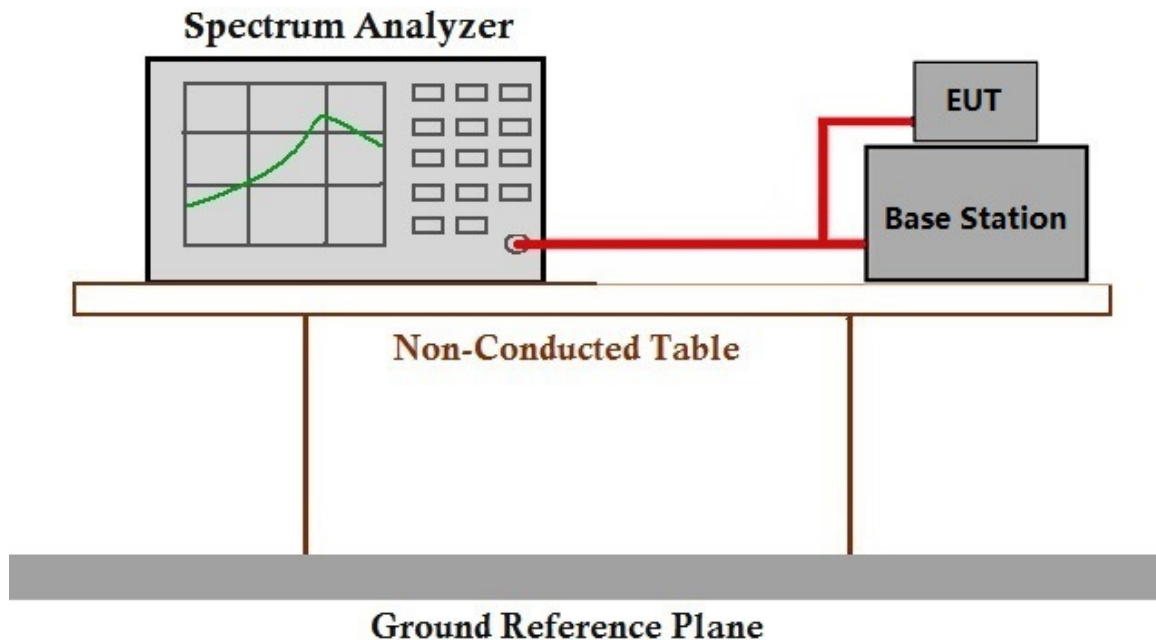 Spectrum Analyzer
EUT
Base Station
Non-Conducted Table
Ground Reference Plane